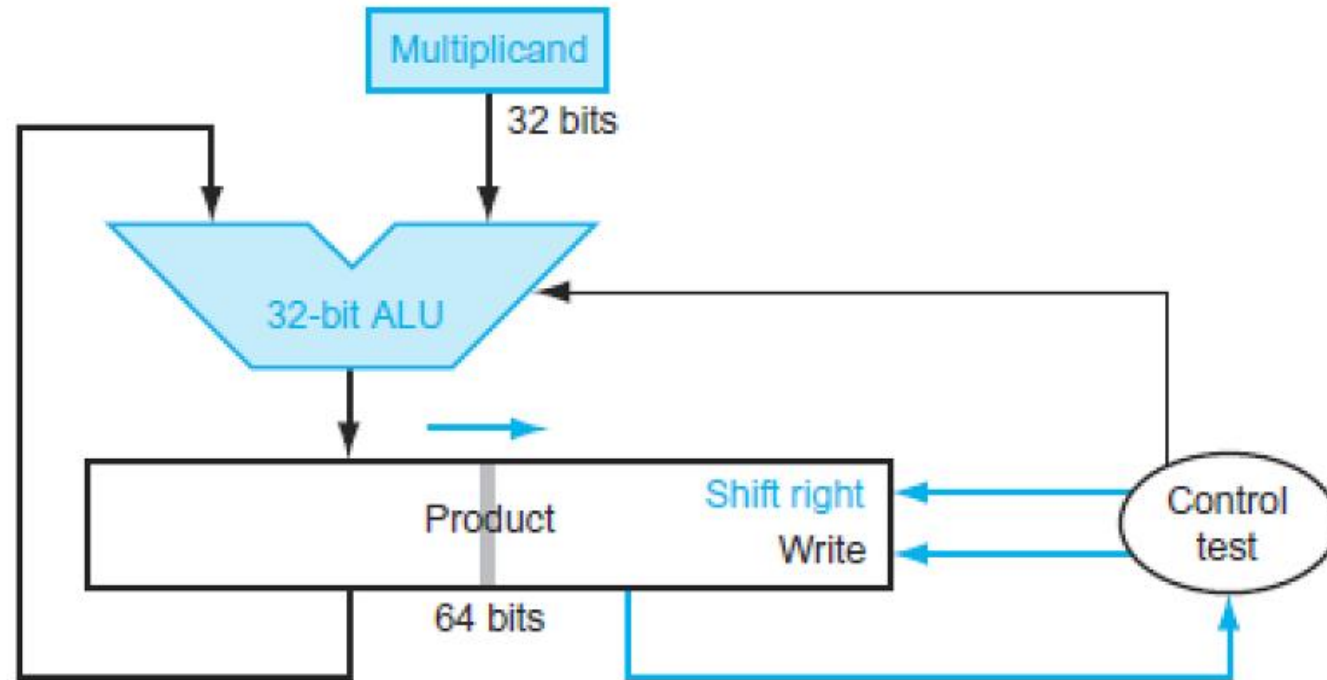 Multiplicand
32 bits
32-bit ALU
Product
Shift right
Write
64 bits
Control
test